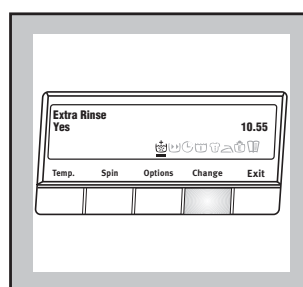 Extra Rinse
Yes 10.55
Temp. Spin Options Change Exit